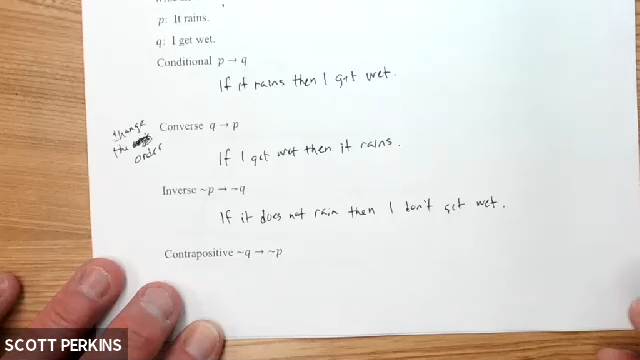 p: It rains.
q: I get wet.
Conditional p → q
If it rains then I get wet.
change
the
order
Converse q → p
If I get wet then it rains.
Inverse ~p → ~q
If it does not rain then I don't get wet.
Contrapositive ~q → ~p
SCOTT PERKINS